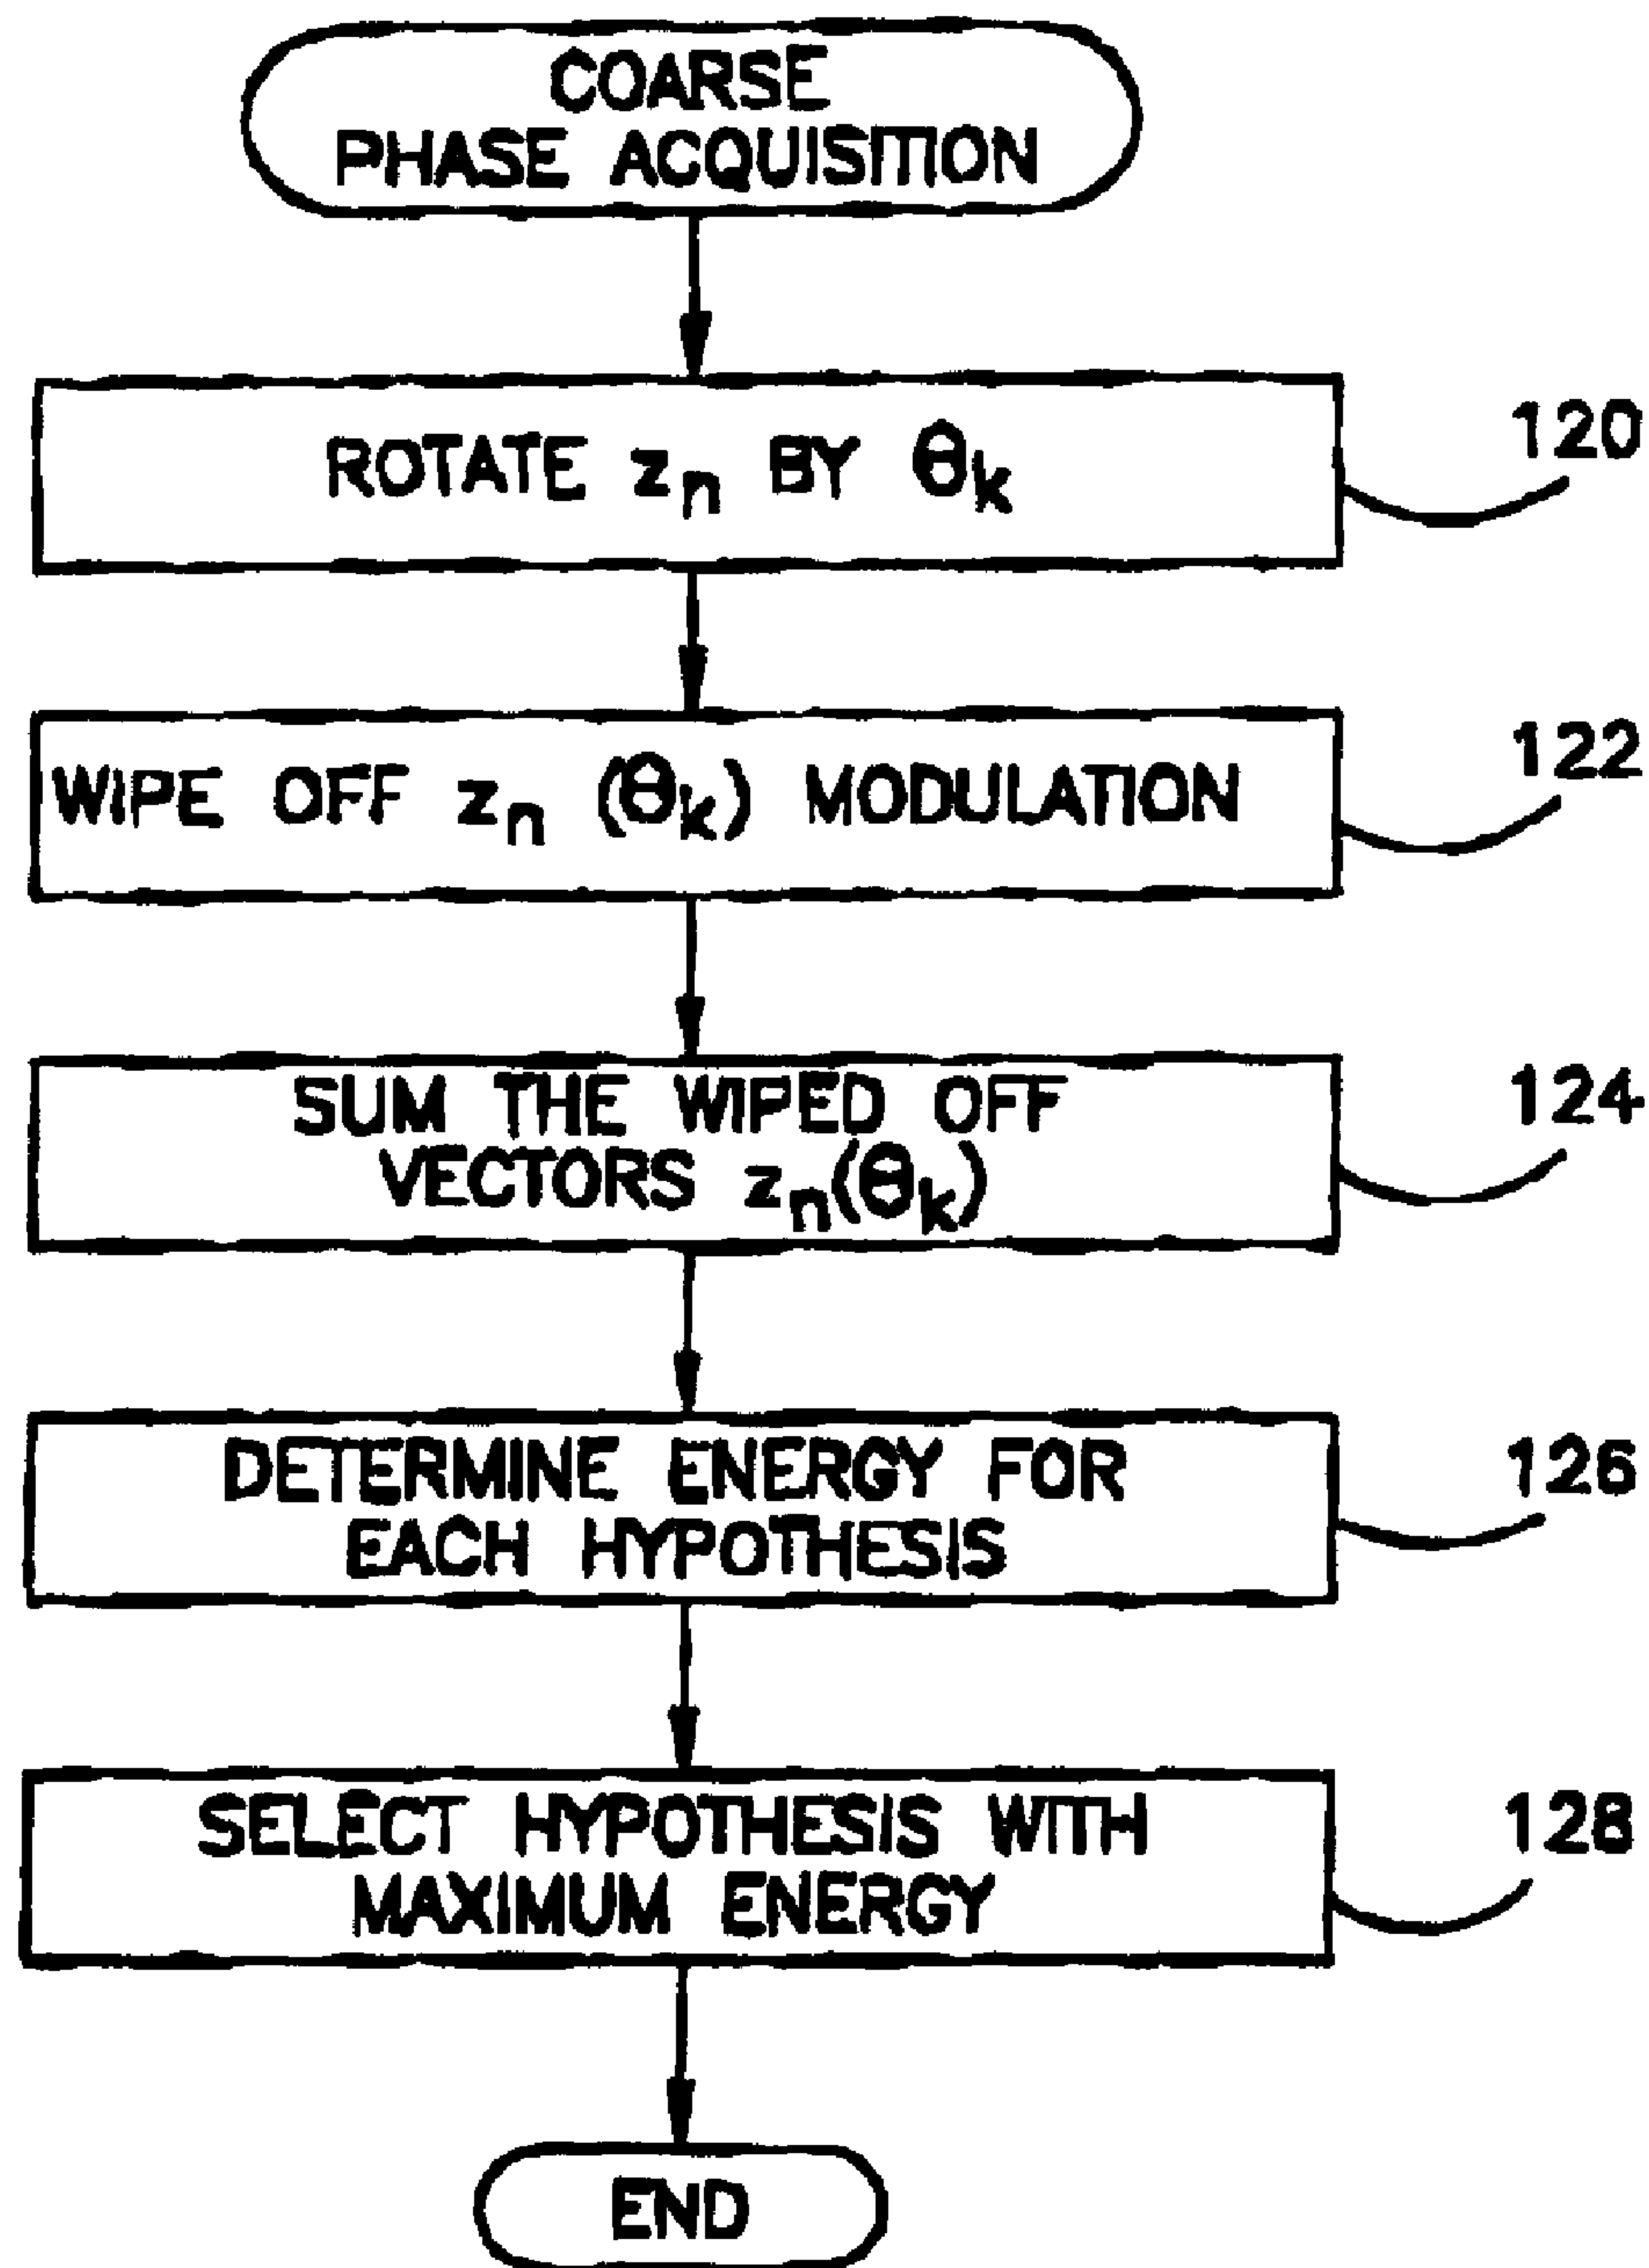 COARSE
PHASE ACQUISITION
ROTATE zₙ BY θₖ
120
WIPE OFF zₙ (θₖ) MODULATION
122
SUM THE WIPED OFF
VECTORS zₙ(θₖ)
124
DETERMINE ENERGY FOR
EACH HYPOTHESIS
126
SELECT HYPOTHESIS WITH
MAXIMUM ENERGY
128
END